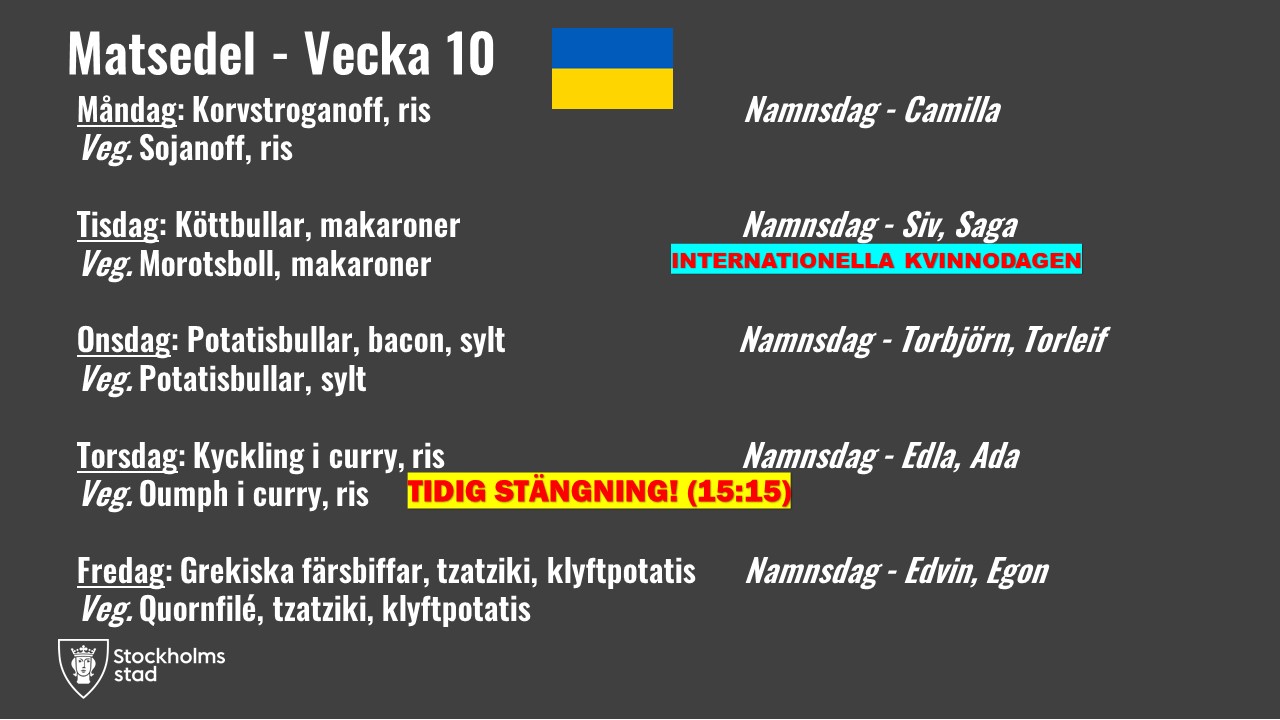 Matsedel - Vecka 10
Måndag: Korvstroganoff, ris
Namnsdag - Camilla
Veg. Sojanoff, ris
Tisdag: Köttbullar, makaroner
Namnsdag - Siv, Saga
Veg. Morotsboll, makaroner
INTERNATIONELLA KVINNODAGEN
Onsdag: Potatisbullar, bacon, sylt
Namnsdag - Torbjörn, Torleif
Veg. Potatisbullar, sylt
Torsdag: Kyckling i curry, ris
Namnsdag - Edla, Ada
Veg. Oumph i curry, ris
TIDIG STÄNGNING! (15:15)
Fredag: Grekiska färsbiffar, tzatziki, klyftpotatis
Namnsdag - Edvin, Egon
Veg. Quornfilé, tzatziki, klyftpotatis
Stockholms
stad